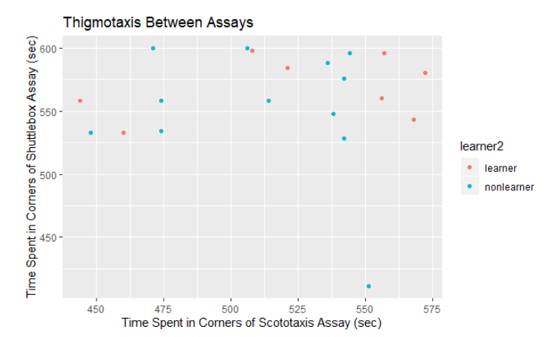 Thigmotaxis Between Assays
Time Spent in Corners of Shuttlebox Assay (sec)
600
550
500
450
450
475
500
525
550
575
Time Spent in Corners of Scototaxis Assay (sec)
learner2
learner
nonlearner